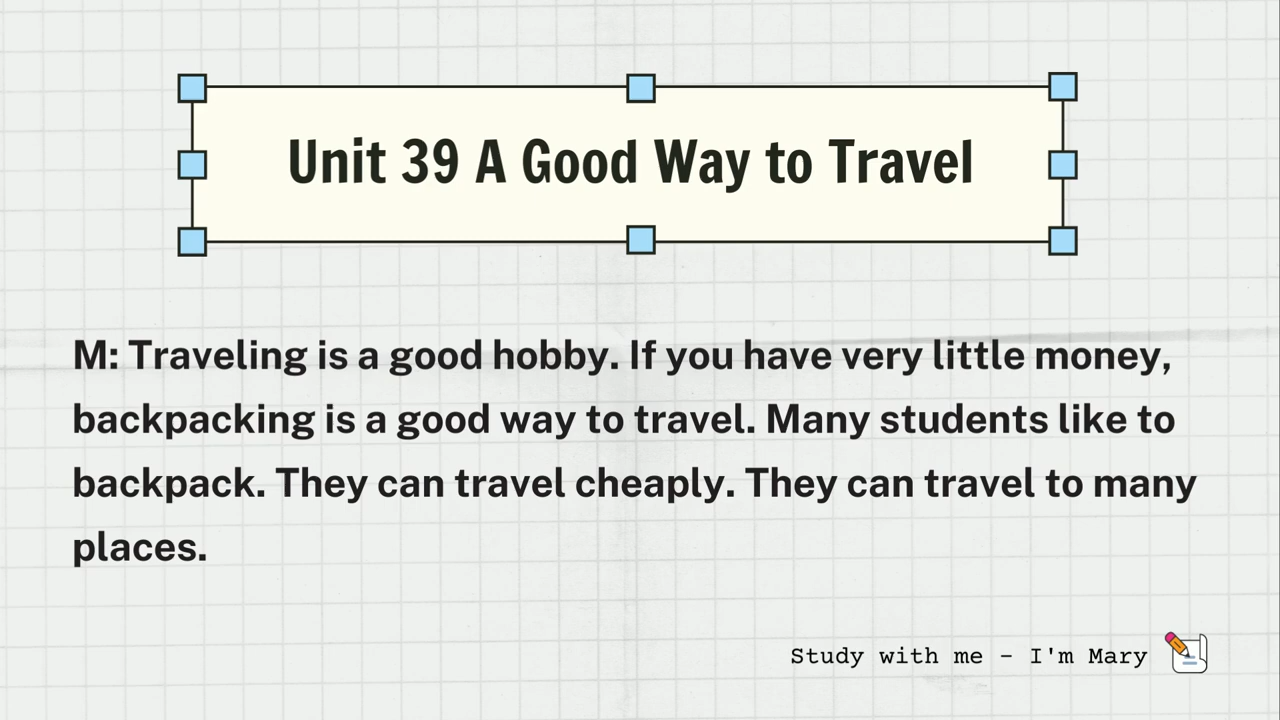 Unit 39 A Good Way to Travel
M: Traveling is a good hobby. If you have very little money,
backpacking is a good way to travel. Many students like to
backpack. They can travel cheaply. They can travel to many
places.
Study with me - I'm Mary